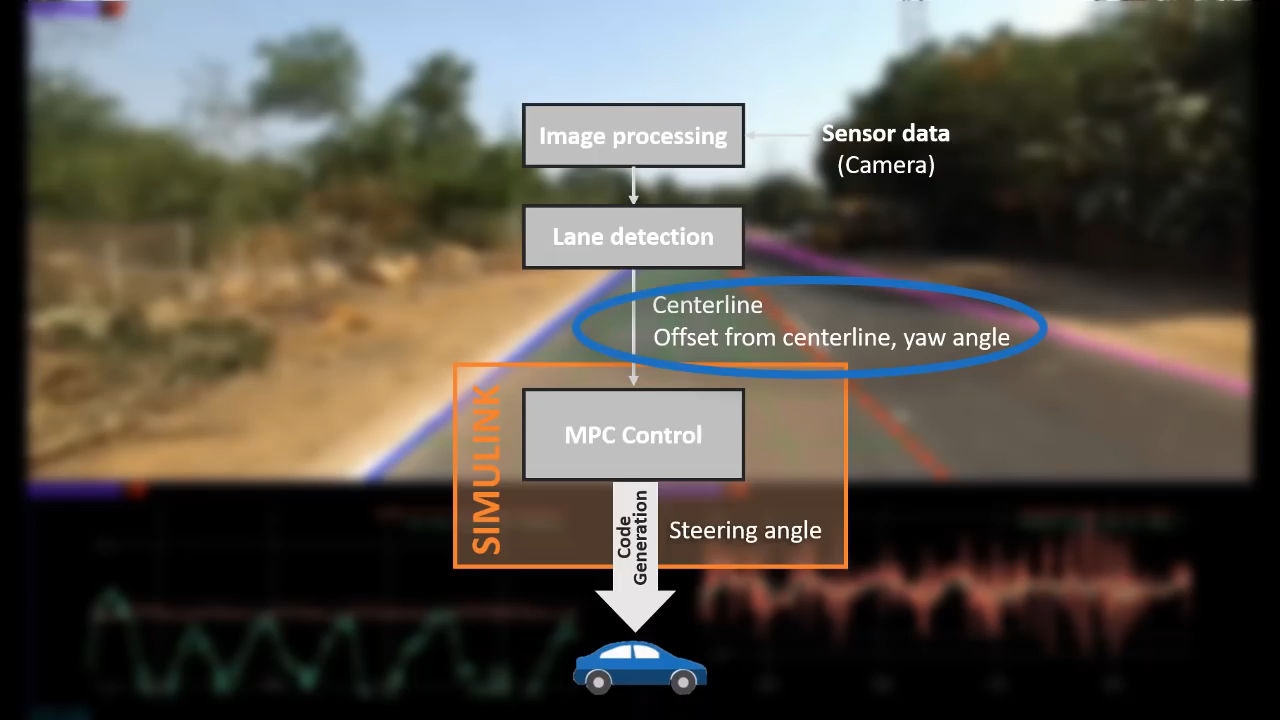 Image processing
Sensor data
(Camera)
Lane detection
Centerline
Offset from centerline, yaw angle
SIMULINK
MPC Control
Code
Generation
Steering angle